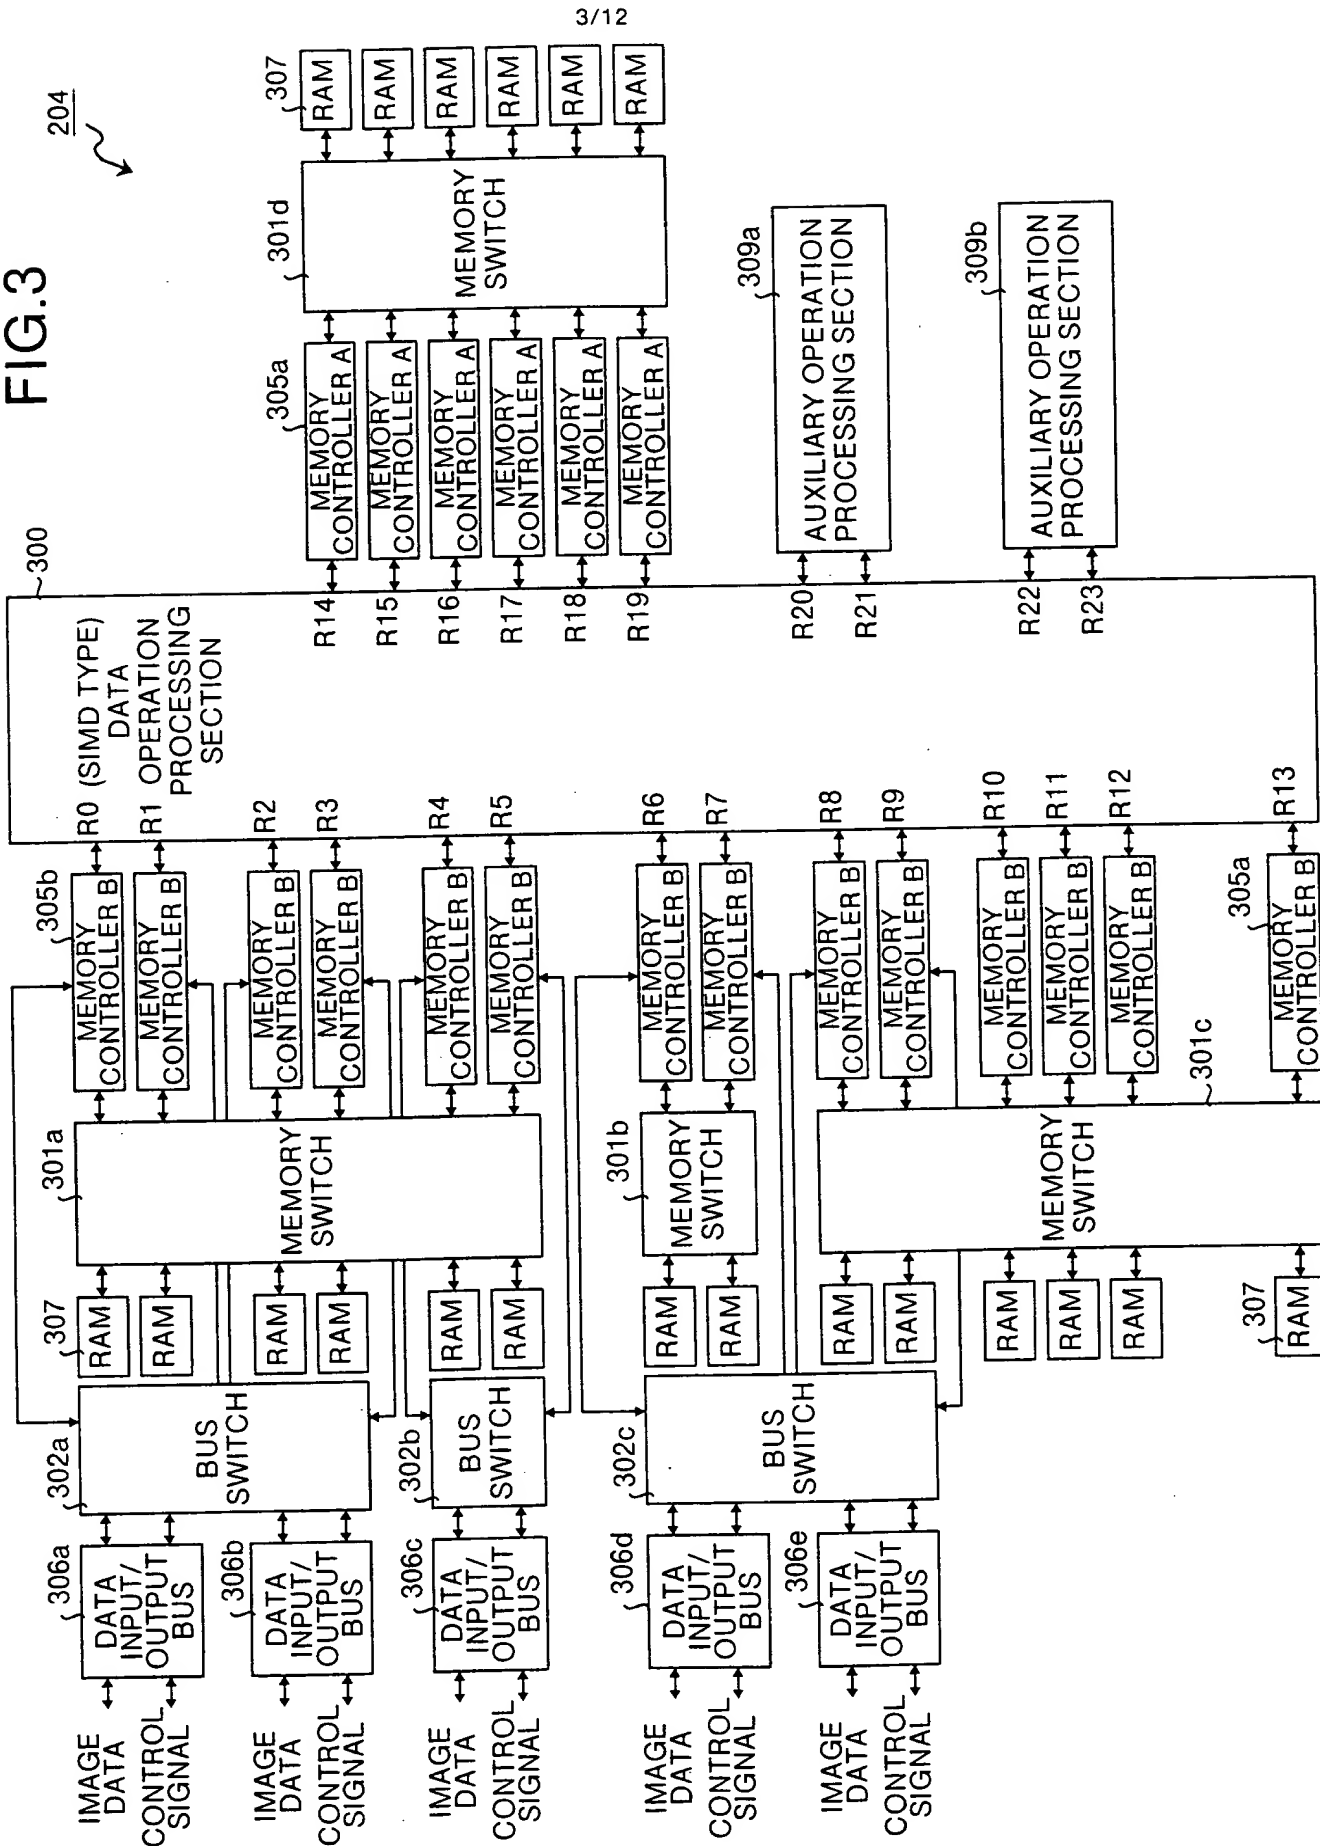 3/12
FIG.3
204
IMAGE
DATA
CONTROL
SIGNAL
IMAGE
DATA
CONTROL
SIGNAL
IMAGE
DATA
CONTROL
SIGNAL
IMAGE
DATA
CONTROL
SIGNAL
IMAGE
DATA
CONTROL
SIGNAL
306a
DATA
INPUT/
OUTPUT
BUS
306b
DATA
INPUT/
OUTPUT
BUS
306c
DATA
INPUT/
OUTPUT
BUS
306d
DATA
INPUT/
OUTPUT
BUS
306e
DATA
INPUT/
OUTPUT
BUS
302a
BUS
SWITCH
302b
BUS
SWITCH
302c
BUS
SWITCH
307
RAM
RAM
RAM
RAM
RAM
RAM
RAM
RAM
RAM
RAM
RAM
RAM
RAM
307
RAM
301a
MEMORY
SWITCH
301b
MEMORY
SWITCH
301c
MEMORY
SWITCH
305b
MEMORY
CONTROLLER B
MEMORY
CONTROLLER B
MEMORY
CONTROLLER B
MEMORY
CONTROLLER B
MEMORY
CONTROLLER B
MEMORY
CONTROLLER B
MEMORY
CONTROLLER B
MEMORY
CONTROLLER B
MEMORY
CONTROLLER B
MEMORY
CONTROLLER B
MEMORY
CONTROLLER B
MEMORY
CONTROLLER B
MEMORY
CONTROLLER B
305a
MEMORY
CONTROLLER B
300
R0 (SIMD TYPE)
DATA
R1 OPERATION
PROCESSING
SECTION
R2
R3
R4
R5
R6
R7
R8
R9
R10
R11
R12
R13
R14
R15
R16
R17
R18
R19
R20
R21
R22
R23
305a
MEMORY
CONTROLLER A
MEMORY
CONTROLLER A
MEMORY
CONTROLLER A
MEMORY
CONTROLLER A
MEMORY
CONTROLLER A
MEMORY
CONTROLLER A
301d
MEMORY
SWITCH
307
RAM
RAM
RAM
RAM
RAM
RAM
309a
AUXILIARY OPERATION
PROCESSING SECTION
309b
AUXILIARY OPERATION
PROCESSING SECTION